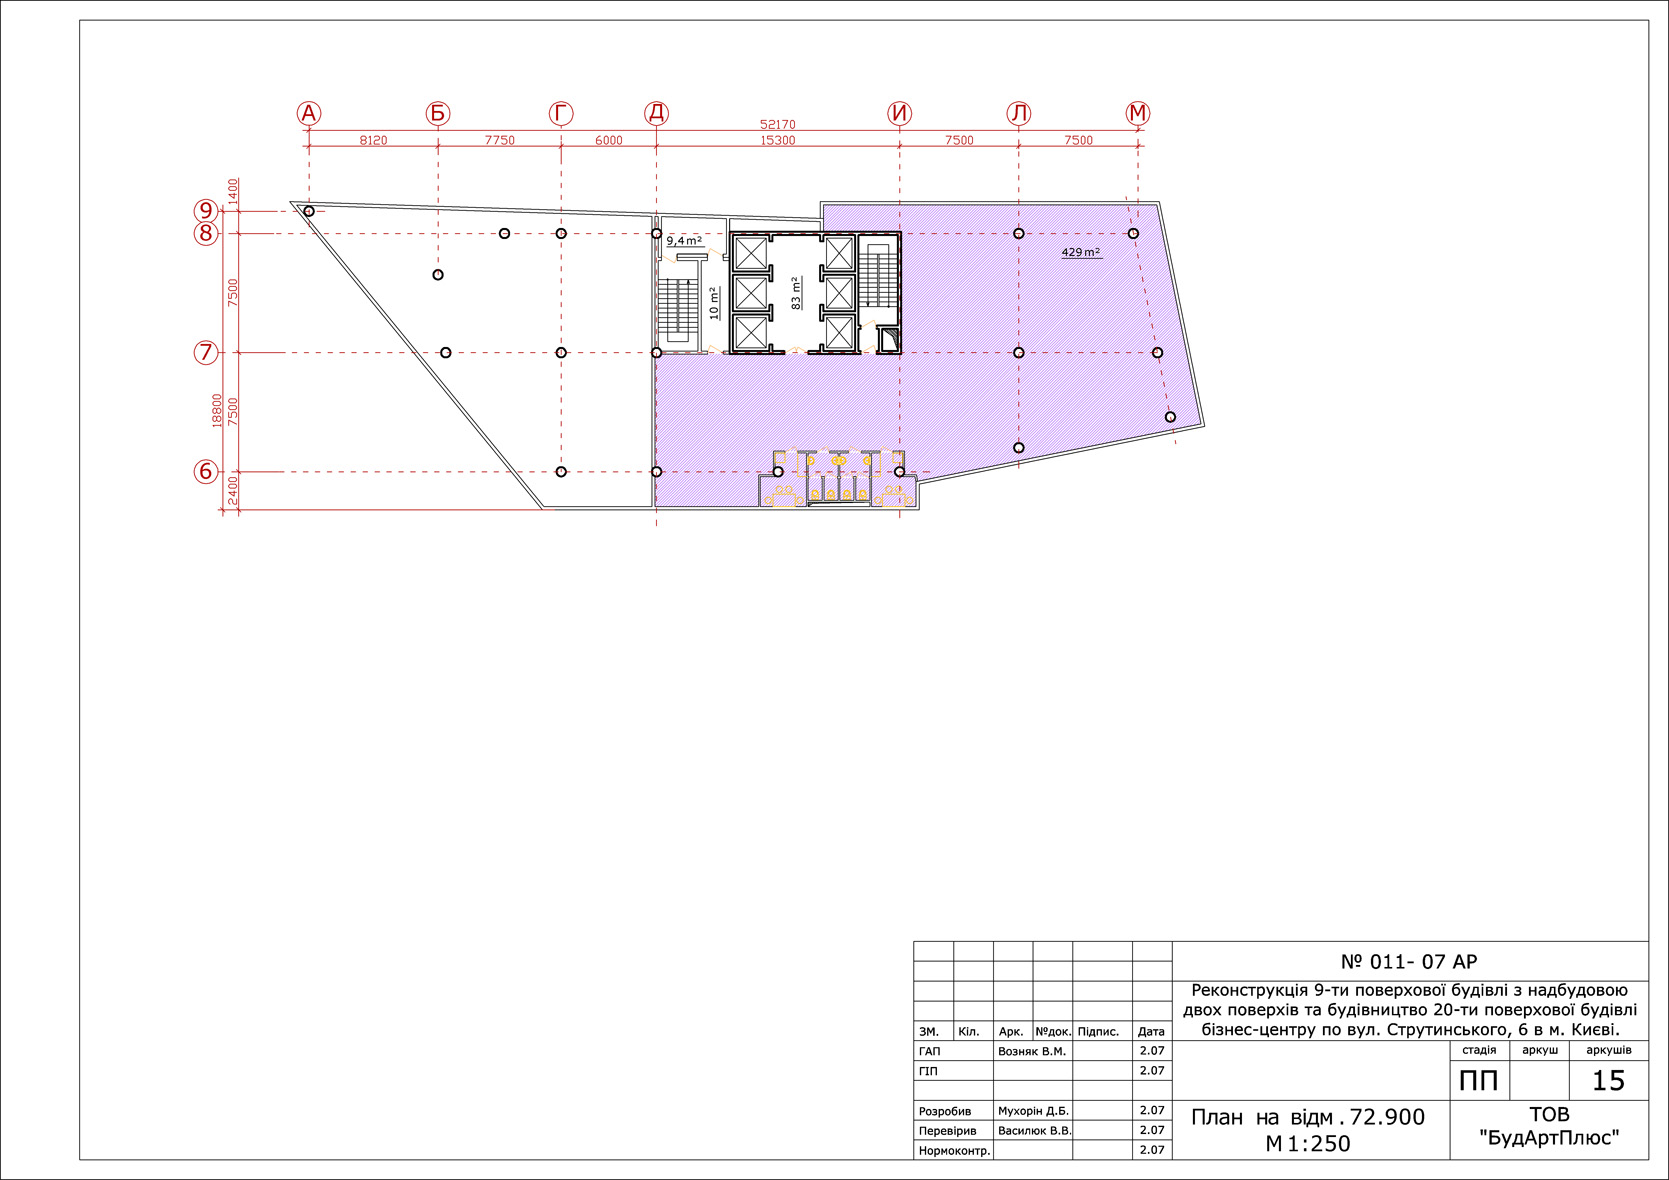 А Б Г Д И Л М
52170
8120 7750 6000 15300 7500 7500
1400
9
8
9,4 m²
429 m²
7500
10 m²
83 m²
7
18800
7500
6
2400
№ 011- 07 АР
Реконструкція 9-ти поверхової будівлі з надбудовою
двох поверхів та будівництво 20-ти поверхової будівлі
бізнес-центру по вул. Струтинського, 6 в м. Києві.
ЗМ. Кіл. Арк. №док. Підпис. Дата
ГАП Возняк В.М. 2.07
стадія аркуш аркушів
ГІП 2.07
ПП 15
Розробив Мухорін Д.Б. 2.07
Перевірив Василюк В.В. 2.07
Нормоконтр. 2.07
План на відм. 72.900
М 1:250
ТОВ
"БудАртПлюс"